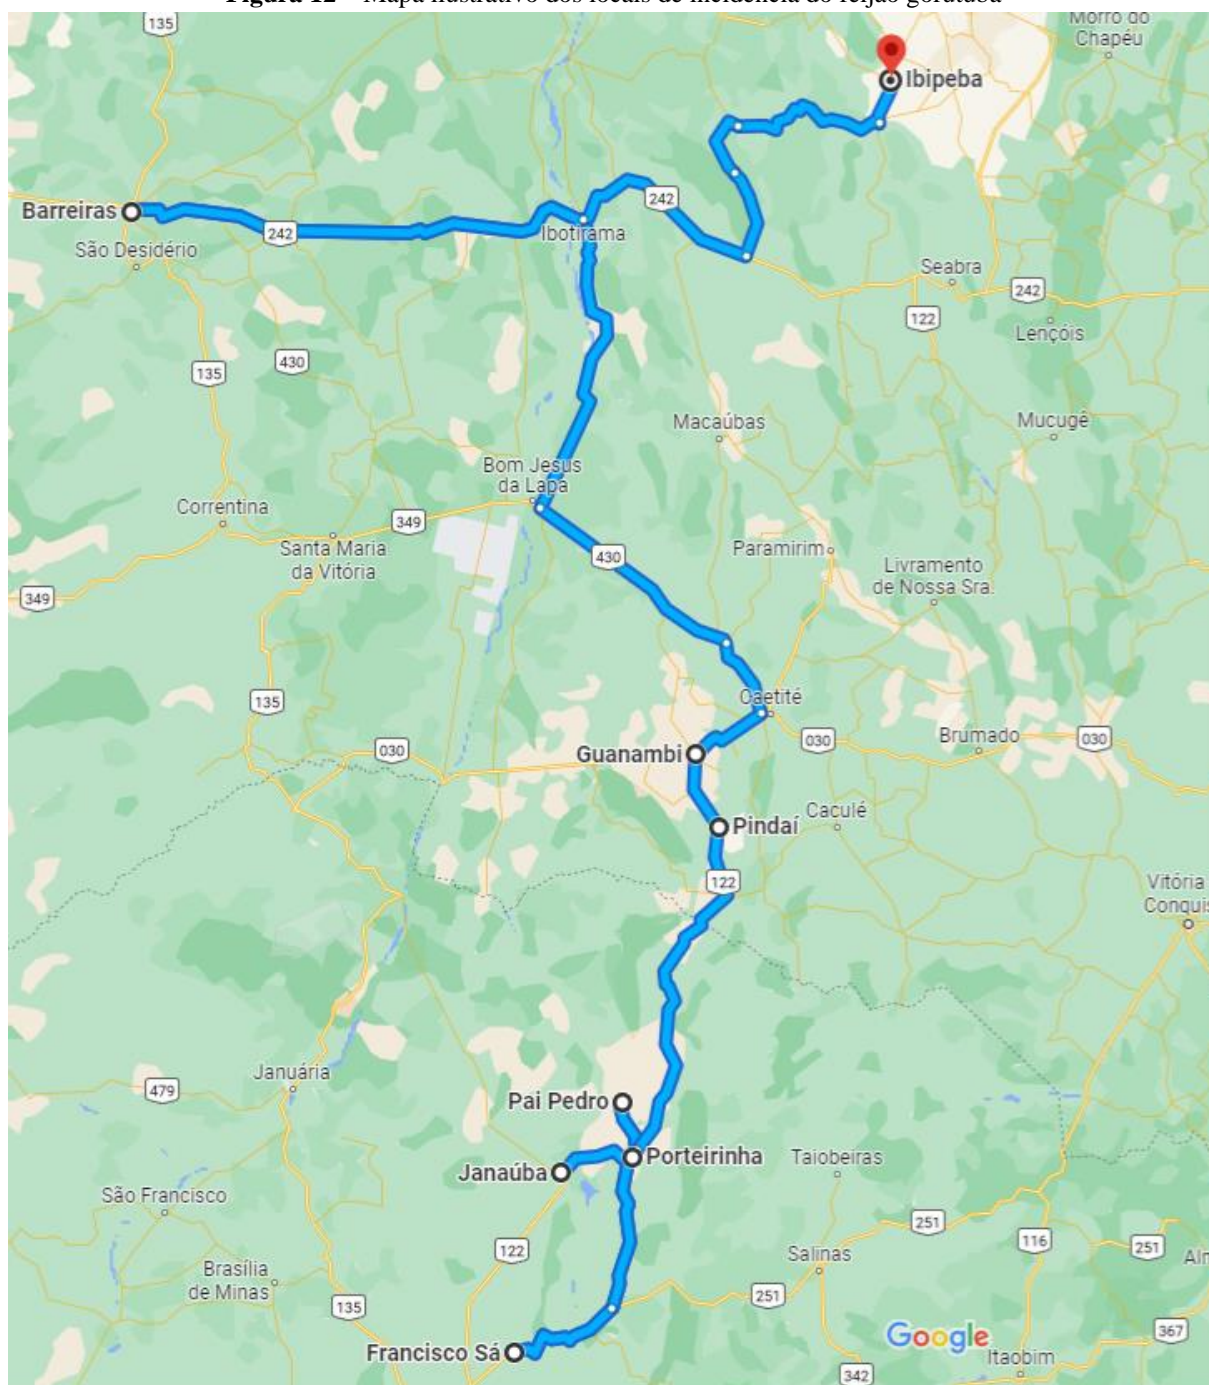 Figura 12 – Mapa ilustrativo dos locais de incidência do feijão gorutuba
135
Morro do
Chapéu
Ibipeba
Barreiras
242
242
Ibotirama
São Desidério
Seabra
242
122
Lençóis
430
135
Macaúbas
Mucugê
Bom Jesus
da Lapa
Correntina
349
Santa Maria
da Vitória
430
Paramirim
Livramento
de Nossa Sra.
349
135
Caetité
030
Guanambi
030
Brumado
030
Pindaí
Caculé
122
Vitória
Conquis
Januária
479
Pai Pedro
Porteirinha
Janaúba
Taiobeiras
São Francisco
251
116
251
122
Salinas
Aln
Brasília
de Minas
135
251
Google
367
Francisco Sá
Itaobim
342